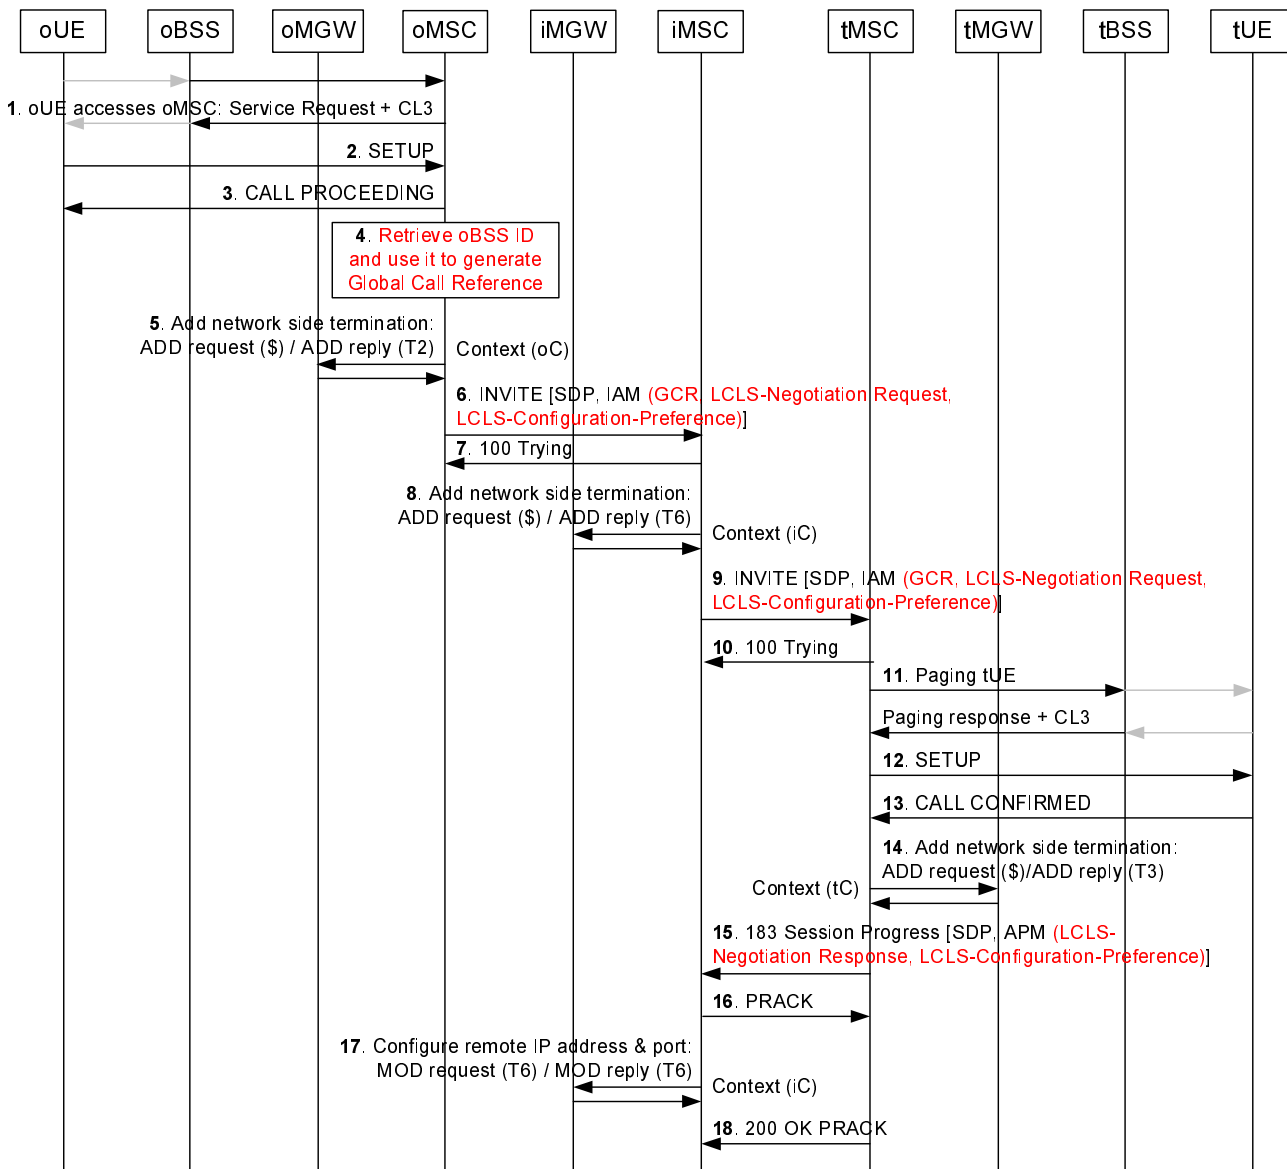 oUE oBSS oMGW oMSC iMGW iMSC tMSC tMGW tBSS tUE
1. oUE accesses oMSC: Service Request + CL3
2. SETUP
3. CALL PROCEEDING
4. Retrieve oBSS ID
and use it to generate
Global Call Reference
5. Add network side termination:
ADD request ($) / ADD reply (T2)
Context (oC)
6. INVITE [SDP, IAM (GCR, LCLS-Negotiation Request,
LCLS-Configuration-Preference)]
7. 100 Trying
8. Add network side termination:
ADD request ($) / ADD reply (T6)
Context (iC)
9. INVITE [SDP, IAM (GCR, LCLS-Negotiation Request,
LCLS-Configuration-Preference)]
10. 100 Trying
11. Paging tUE
Paging response + CL3
12. SETUP
13. CALL CONFIRMED
14. Add network side termination:
ADD request ($)/ADD reply (T3)
Context (tC)
15. 183 Session Progress [SDP, APM (LCLS-
Negotiation Response, LCLS-Configuration-Preference)]
16. PRACK
17. Configure remote IP address & port:
MOD request (T6) / MOD reply (T6)
Context (iC)
18. 200 OK PRACK